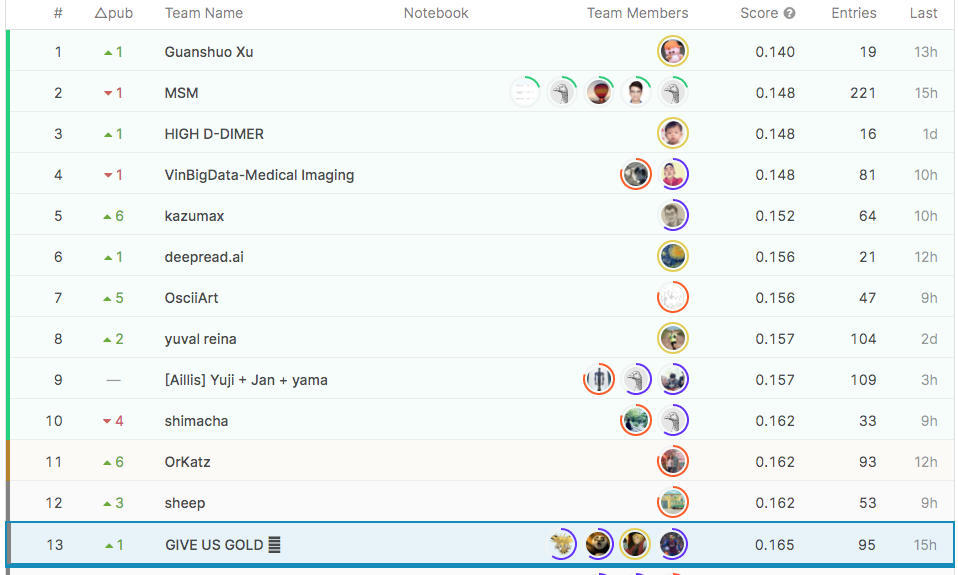 # △pub Team Name Notebook Team Members Score Entries Last
1 1 Guanshuo Xu 0.140 19 13h
2 1 MSM 0.148 221 15h
3 1 HIGH D-DIMER 0.148 16 1d
4 1 VinBigData-Medical Imaging 0.148 81 10h
5 6 kazumax 0.152 64 10h
6 1 deepread.ai 0.156 21 12h
7 5 OsciiArt 0.156 47 9h
8 2 yuval reina 0.157 104 2d
9 — [Aillis] Yuji + Jan + yama 0.157 109 3h
10 4 shimacha 0.162 33 9h
11 6 OrKatz 0.162 93 12h
12 3 sheep 0.162 53 9h
13 1 GIVE US GOLD 0.165 95 15h